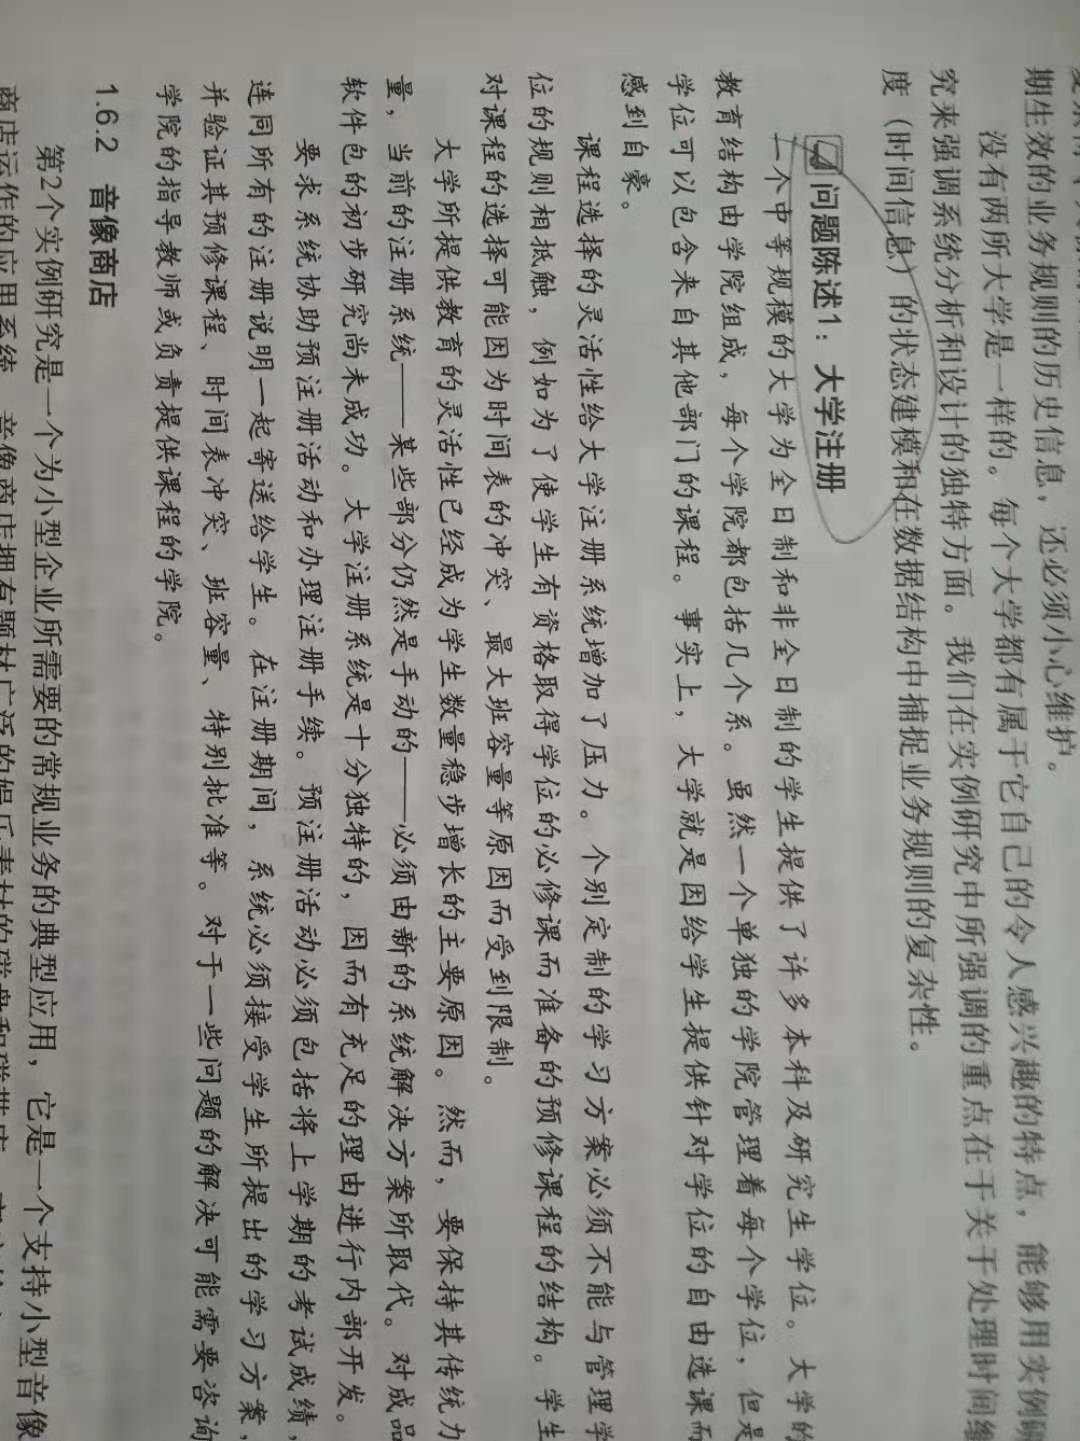 期生效的业务规则的历史信息，还必须小心维护。
没有两所大学是一样的。每个大学都有属于它自己的令人感兴趣的特点，能够用实例研
究来强调系统分析和设计的独特方面。我们在实例研究中所强调的重点在于关于处理时间维
度（时间信息）的状态建模和在数据结构中捕捉业务规则的复杂性。
问题陈述1：大学注册
一个中等规模的大学为全日制和非全日制的学生提供了许多本科及研究生学位。大学的
教育结构由学院组成，每个学院都包括几个系。虽然一个单独的学院管理着每个学位，但是
学位可以包含来自其他部门的课程。事实上，大学就是因给学生提供针对学位的自由选课而
感到自豪。
课程选择的灵活性给大学注册系统增加了压力。个别定制的学习方案必须不能与管理学
位的规则相抵触，例如为了使学生有资格取得学位的必修课而准备的预修课程的结构。学生
对课程的选择可能因为时间表的冲突、最大班容量等原因而受到限制。
大学所提供教育的灵活性已经成为学生数量稳步增长的主要原因。然而，要保持其传统力
量，当前的注册系统——某些部分仍然是手动的——必须由新的系统解决方案所取代。对成品
软件包的初步研究尚未成功。大学注册系统是十分独特的，因而有充足的理由进行内部开发。
要求系统协助预注册活动和办理注册手续。预注册活动必须包括将上学期的考试成绩，
连同所有的注册说明一起寄送给学生。在注册期间，系统必须接受学生所提出的学习方案，
并验证其预修课程、时间表冲突、班容量、特别批准等。对于一些问题的解决可能需要咨询
学院的指导教师或负责提供课程的学院。
1.6.2 音像商店
第2个实例研究是一个为小型企业所需要的常规业务的典型应用，它是一个支持小型音像
商店运作的应用系统。音像商店拥有题材广泛的娱乐素材的磁盘和磁带库